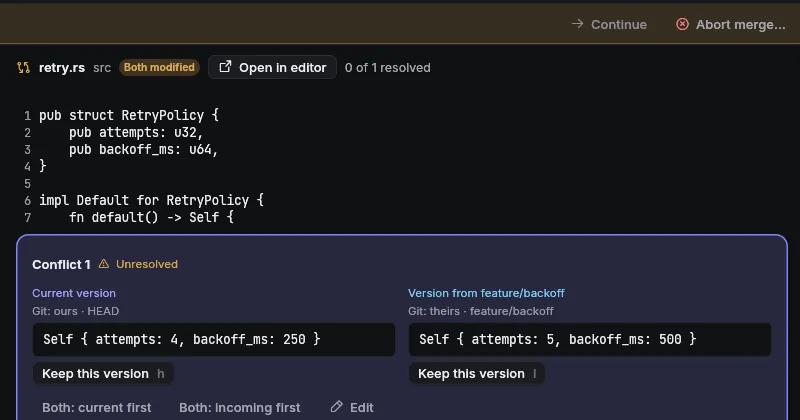 Continue Abort merge...
retry.rs src Both modified Open in editor 0 of 1 resolved
1 pub struct RetryPolicy {
2 pub attempts: u32,
3 pub backoff_ms: u64,
4 }
5
6 impl Default for RetryPolicy {
7 fn default() -> Self {
Conflict 1 Unresolved
Current version
Git: ours · HEAD
Self { attempts: 4, backoff_ms: 250 }
Keep this version h
Version from feature/backoff
Git: theirs · feature/backoff
Self { attempts: 5, backoff_ms: 500 }
Keep this version l
Both: current first Both: incoming first Edit